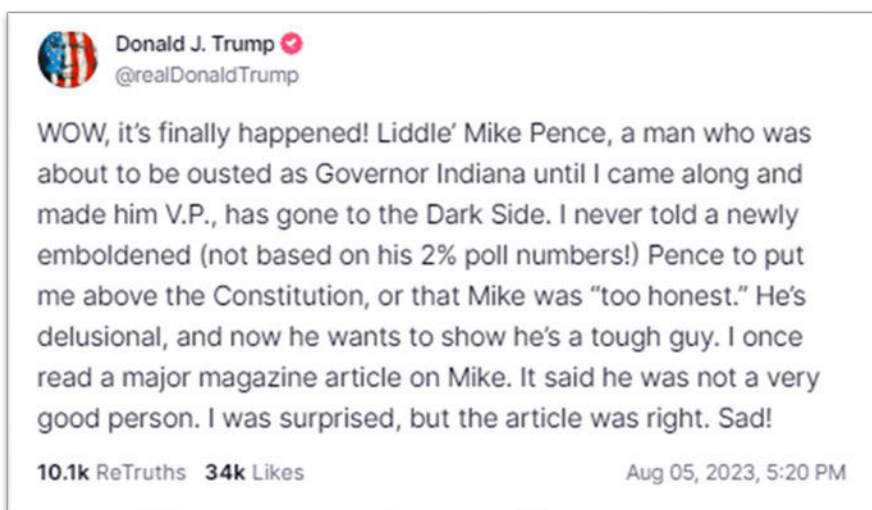 Donald J. Trump
@realDonaldTrump
WOW, it's finally happened! Liddle' Mike Pence, a man who was
about to be ousted as Governor Indiana until I came along and
made him V.P., has gone to the Dark Side. I never told a newly
emboldened (not based on his 2% poll numbers!) Pence to put
me above the Constitution, or that Mike was “too honest.” He's
delusional, and now he wants to show he's a tough guy. I once
read a major magazine article on Mike. It said he was not a very
good person. I was surprised, but the article was right. Sad!
10.1k ReTruths 34k Likes Aug 05, 2023, 5:20 PM